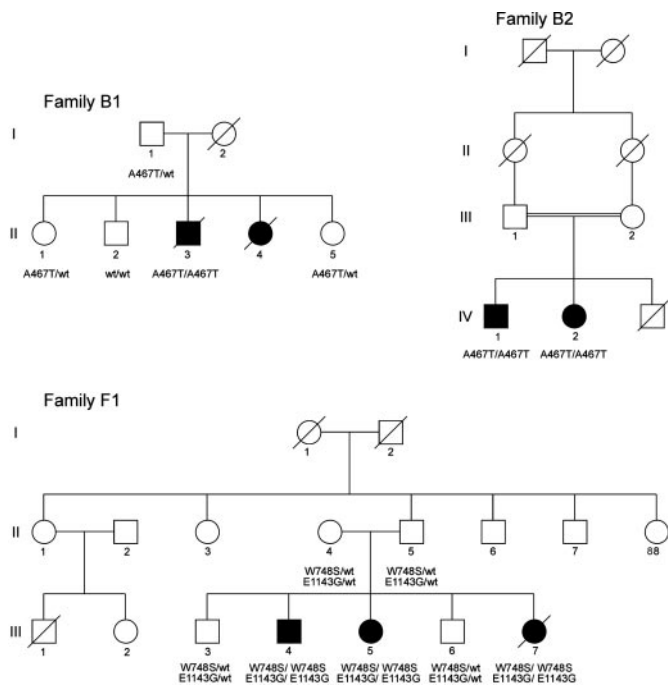 Family B2
I
Family B1
I
1
2
A467T/wt
II
III
1
2
II
1
2
3
4
5
A467T/wt
wt/wt
A467T/A467T
A467T/wt
IV
1
2
A467T/A467T
A467T/A467T
Family F1
I
1
2
II
1
2
3
4
5
6
7
88
W748S/wt
E1143G/wt
W748S/wt
E1143G/wt
III
1
2
3
4
5
6
7
W748S/wt
E1143G/wt
W748S/ W748S
E1143G/ E1143G
W748S/ W748S
E1143G/ E1143G
W748S/wt
E1143G/wt
W748S/ W748S
E1143G/ E1143G